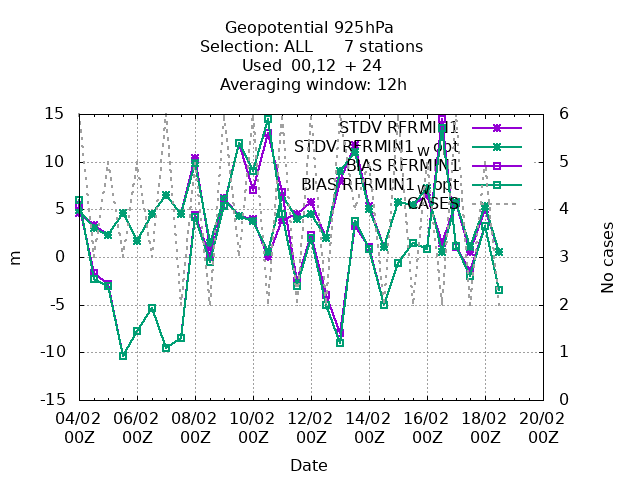 Geopotential 925hPa
Selection: ALL 7 stations
Used 00,12 + 24
Averaging window: 12h
STDV RFRMIN1
STDV RFRMIN1_w opt
BIAS RFRMIN1
BIAS RFRMIN1_w opt
CASES
15
10
5
0
-5
-10
-15
m
6
5
4
3
2
1
0
No cases
04/02 06/02 08/02 10/02 12/02 14/02 16/02 18/02 20/02
00Z 00Z 00Z 00Z 00Z 00Z 00Z 00Z 00Z
Date